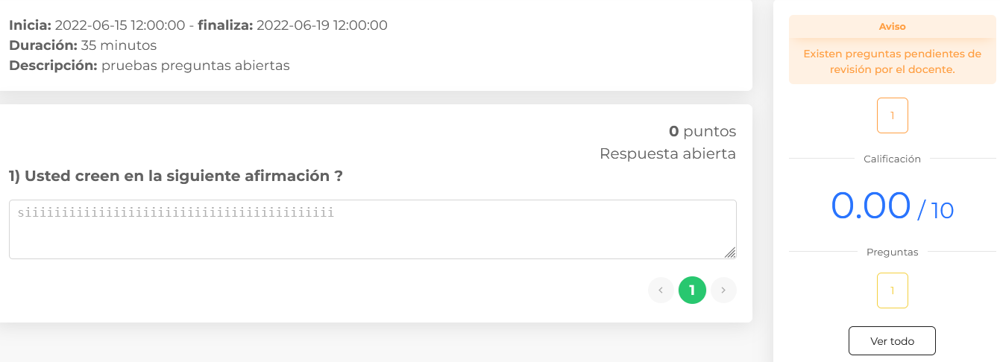 Inicia: 2022-06-15 12:00:00 - finaliza: 2022-06-19 12:00:00
Duración: 35 minutos
Descripción: pruebas preguntas abiertas
0 puntos
Respuesta abierta
1) Usted creen en la siguiente afirmación ?
siiiiiiiiiiiiiiiiiiiiiiiiiiiiiiiiiiiiiiiiii
1
Aviso
Existen preguntas pendientes de
revisión por el docente.
1
Calificación
0.00 / 10
Preguntas
1
Ver todo